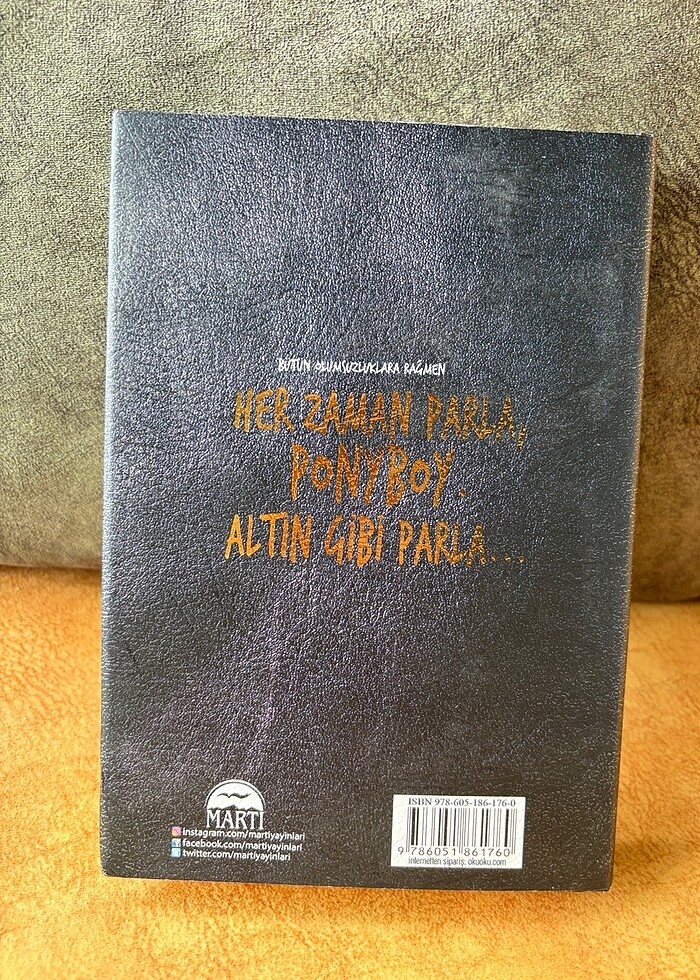 BÜTÜN OLUMSUZLUKLARA RAĞMEN
HER ZAMAN PARLA,
PONYBOY.
ALTIN GİBİ PARLA...
MARTI
instagram.com/martiyayinlari
facebook.com/martiyayinlari
twitter.com/martiyayinlari
ISBN 978-605-186-176-0
9 786051 861760
internetten sipariş: okuoku.com